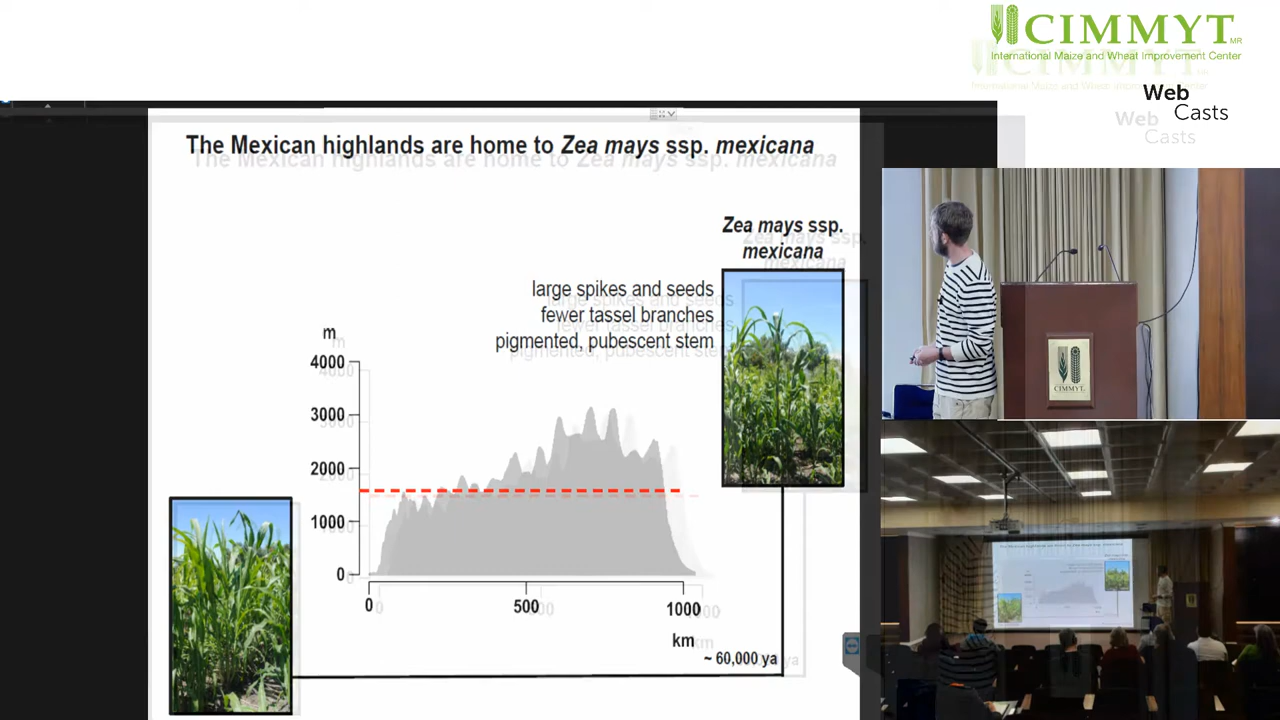 CIMMYT MR
International Maize and Wheat Improvement Center
Web
Casts
The Mexican highlands are home to Zea mays ssp. mexicana
Zea mays ssp.
mexicana
large spikes and seeds
fewer tassel branches
pigmented, pubescent stem
m
4000
3000
2000
1000
0
0
500
1000
km
~ 60,000 ya
CIMMYT